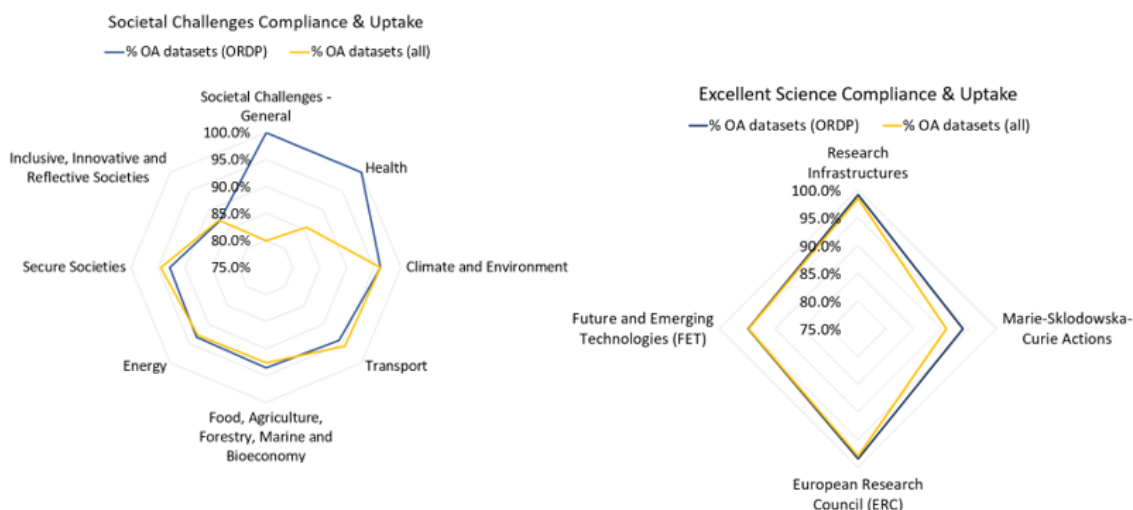 Societal Challenges Compliance & Uptake
% OA datasets (ORDP)
% OA datasets (all)
Societal Challenges -
General
100.0%
95.0%
90.0%
85.0%
80.0%
75.0%
Health
Climate and Environment
Transport
Food, Agriculture,
Forestry, Marine and
Bioeconomy
Energy
Secure Societies
Inclusive, Innovative and
Reflective Societies
Excellent Science Compliance & Uptake
% OA datasets (ORDP)
% OA datasets (all)
Research
Infrastructures
100.0%
95.0%
90.0%
85.0%
80.0%
75.0%
Marie-Sklodowska-
Curie Actions
European Research
Council (ERC)
Future and Emerging
Technologies (FET)